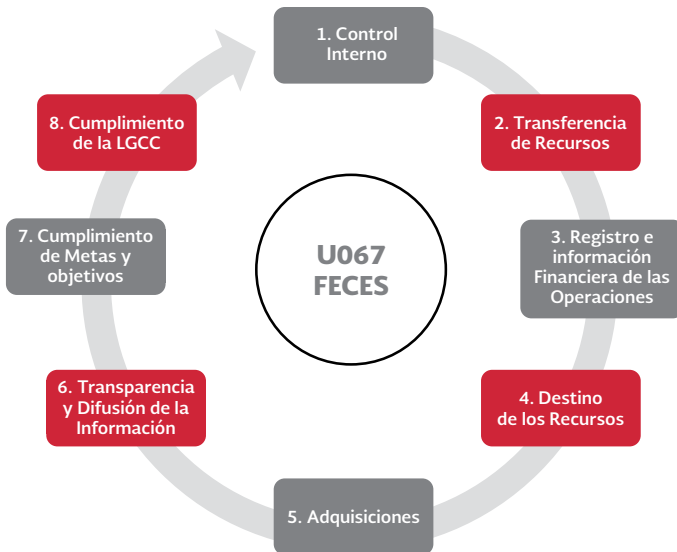 1. Control
Interno
2. Transferencia
de Recursos
3. Registro e
información
Financiera de las
Operaciones
4. Destino
de los Recursos
5. Adquisiciones
6. Transparencia
y Difusión de la
Información
7. Cumplimiento
de Metas y
objetivos
8. Cumplimiento
de la LGCC
U067
FECES